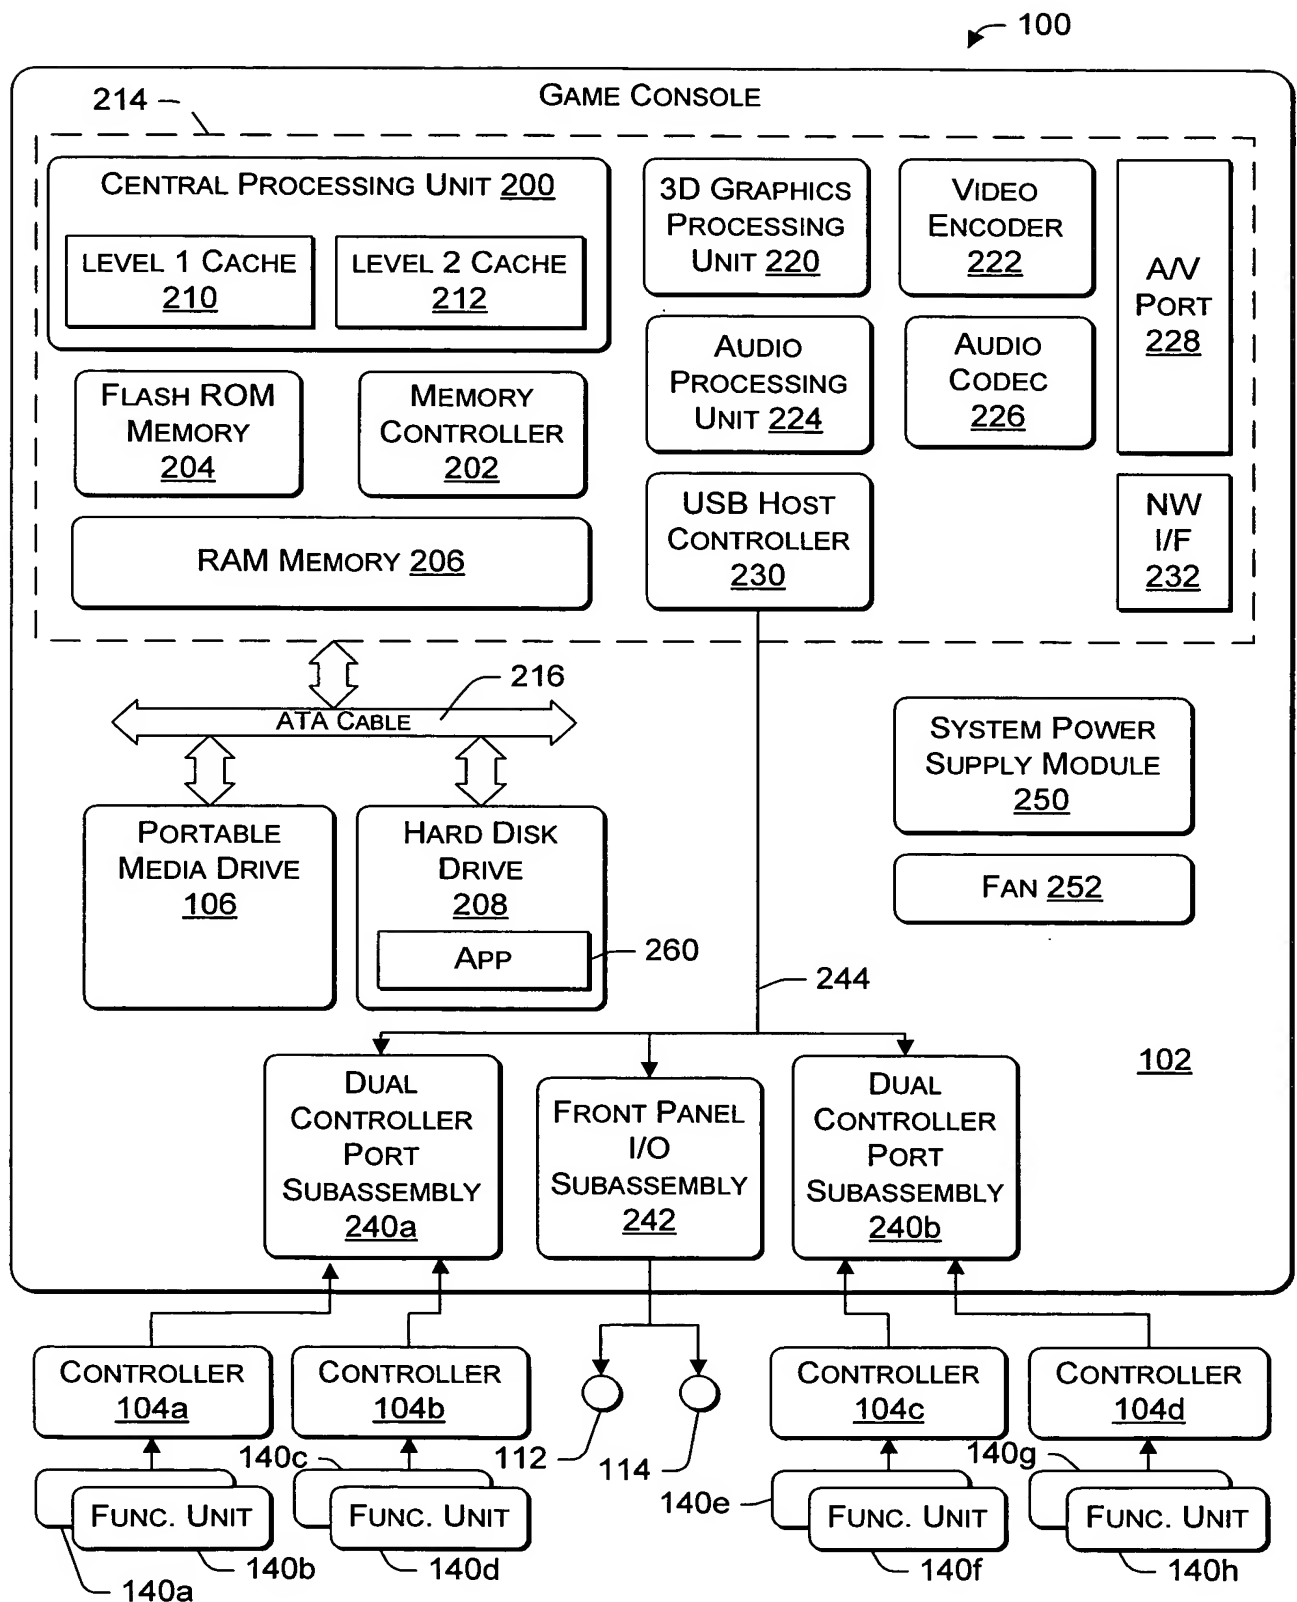 100
GAME CONSOLE
214
CENTRAL PROCESSING UNIT 200
LEVEL 1 CACHE
210
LEVEL 2 CACHE
212
3D GRAPHICS
PROCESSING
UNIT 220
VIDEO
ENCODER
222
A/V
PORT
228
AUDIO
PROCESSING
UNIT 224
AUDIO
CODEC
226
FLASH ROM
MEMORY
204
MEMORY
CONTROLLER
202
RAM MEMORY 206
USB HOST
CONTROLLER
230
NW
I/F
232
216
ATA CABLE
SYSTEM POWER
SUPPLY MODULE
250
PORTABLE
MEDIA DRIVE
106
HARD DISK
DRIVE
208
APP
260
FAN 252
244
102
DUAL
CONTROLLER
PORT
SUBASSEMBLY
240a
FRONT PANEL
I/O
SUBASSEMBLY
242
DUAL
CONTROLLER
PORT
SUBASSEMBLY
240b
CONTROLLER
104a
CONTROLLER
104b
CONTROLLER
104c
CONTROLLER
104d
112
114
140c
140e
140g
FUNC. UNIT
FUNC. UNIT
FUNC. UNIT
FUNC. UNIT
140a
140b
140d
140f
140h